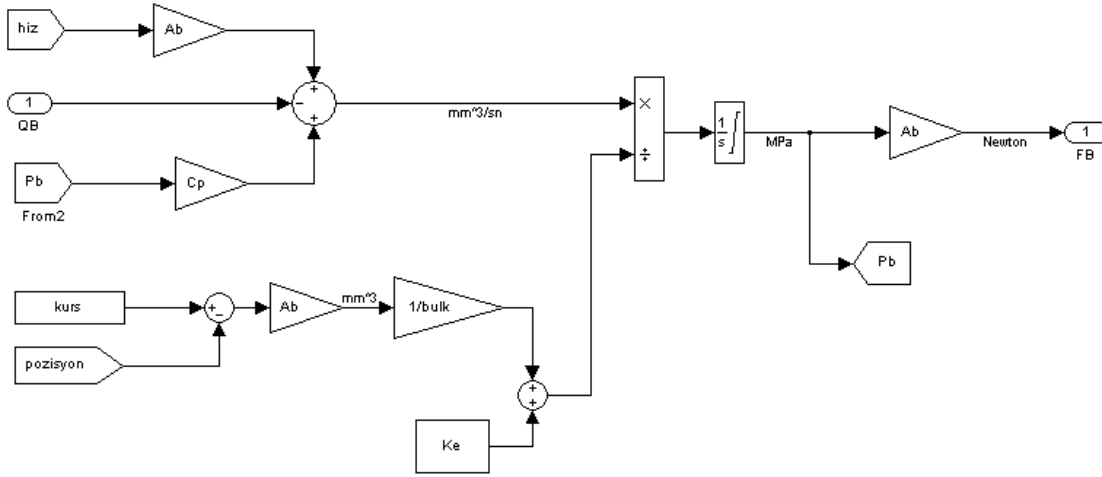 hiz
Ab
+
1
QB
−
+
mm^3/sn
×
÷
1
s
MPa
Ab
Newton
1
FB
Pb
From2
Cp
Pb
kurs
+
−
Ab
mm^3
1/bulk
pozisyon
+
+
Ke